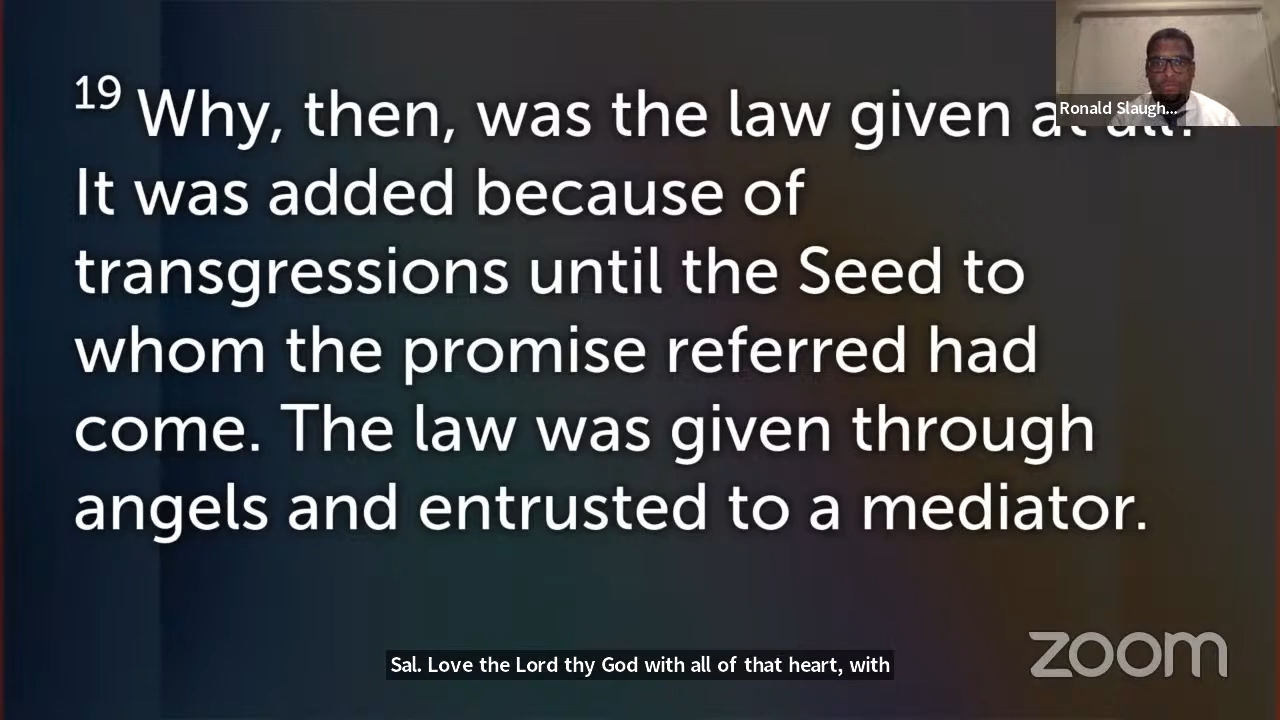 19 Why, then, was the law given at all?
It was added because of
transgressions until the Seed to
whom the promise referred had
come. The law was given through
angels and entrusted to a mediator.
Ronald Slaugh...
Sal. Love the Lord thy God with all of that heart, with
zoom